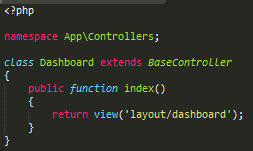 <?php
namespace App\Controllers;
class Dashboard extends BaseController
{
    public function index()
    {
        return view('layout/dashboard');
    }
}